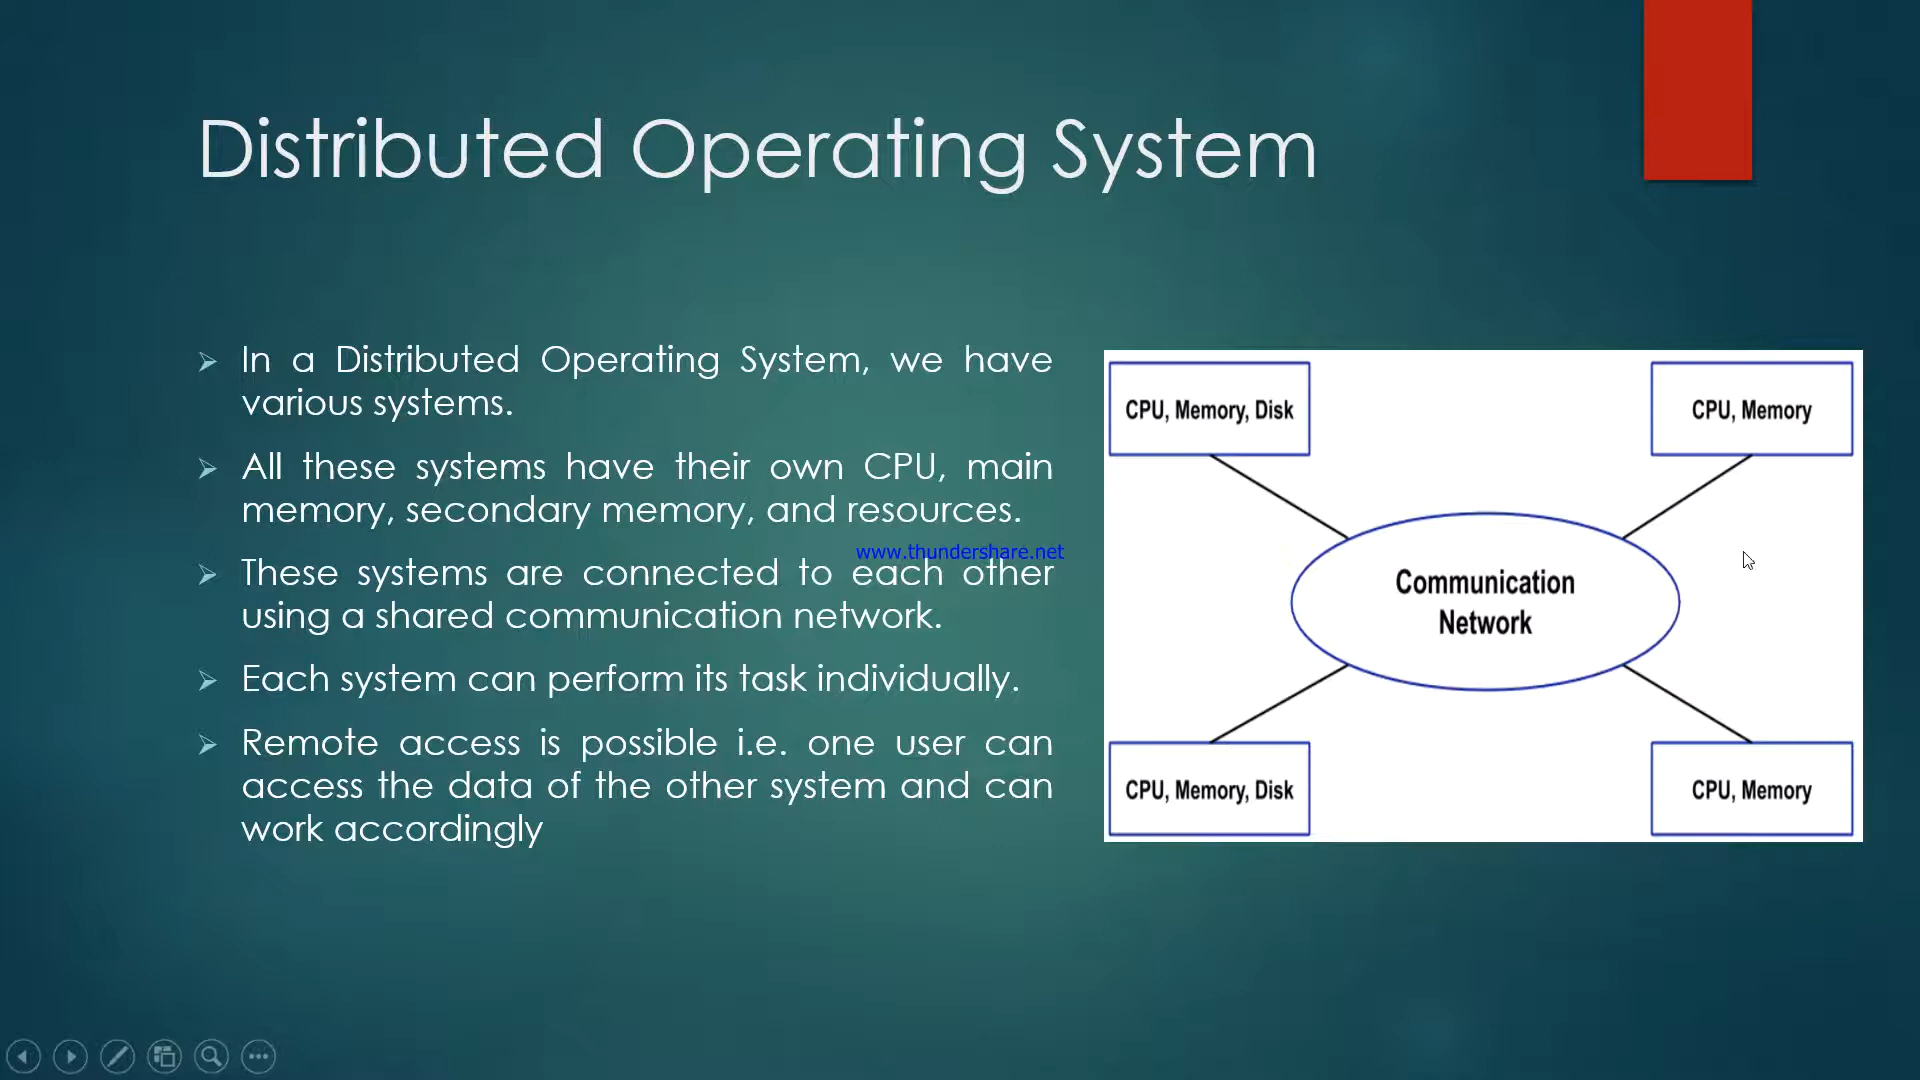 Distributed Operating System
In a Distributed Operating System, we have
various systems.
All these systems have their own CPU, main
memory, secondary memory, and resources.
www.thundershare.net
These systems are connected to each other
using a shared communication network.
Each system can perform its task individually.
Remote access is possible i.e. one user can
access the data of the other system and can
work accordingly
CPU, Memory, Disk
CPU, Memory
Communication
Network
CPU, Memory, Disk
CPU, Memory